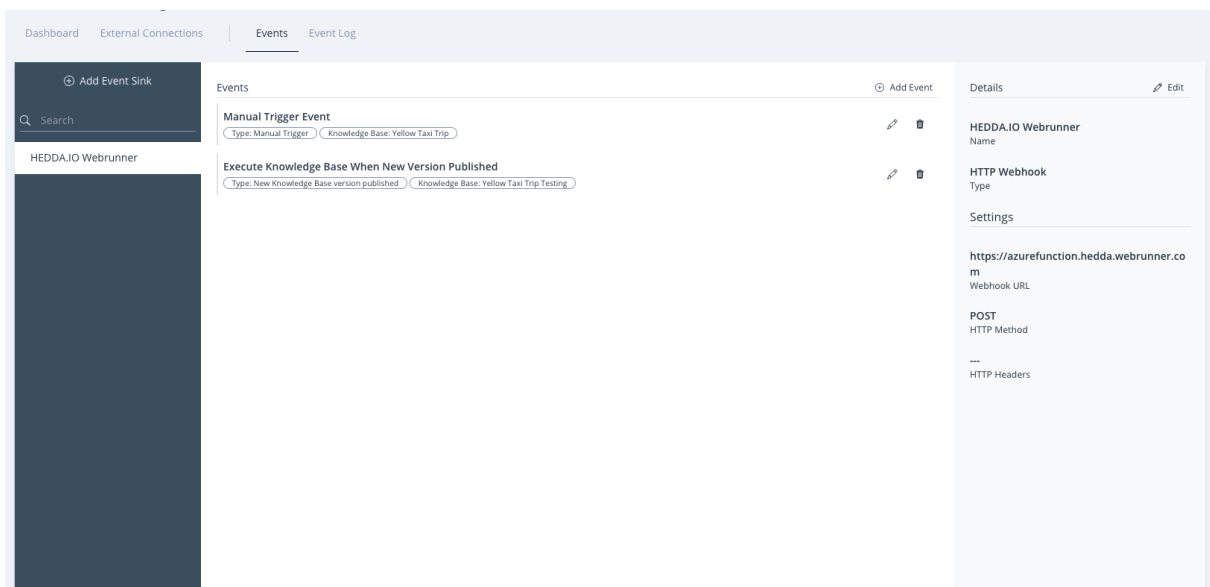 Dashboard External Connections Events Event Log
Add Event Sink
Search
HEDDA.IO Webrunner
Events Add Event
Manual Trigger Event
Type: Manual Trigger Knowledge Base: Yellow Taxi Trip
Execute Knowledge Base When New Version Published
Type: New Knowledge Base version published Knowledge Base: Yellow Taxi Trip Testing
Details Edit
HEDDA.IO Webrunner
Name
HTTP Webhook
Type
Settings
https://azurefunction.hedda.webrunner.co
m
Webhook URL
POST
HTTP Method
---
HTTP Headers